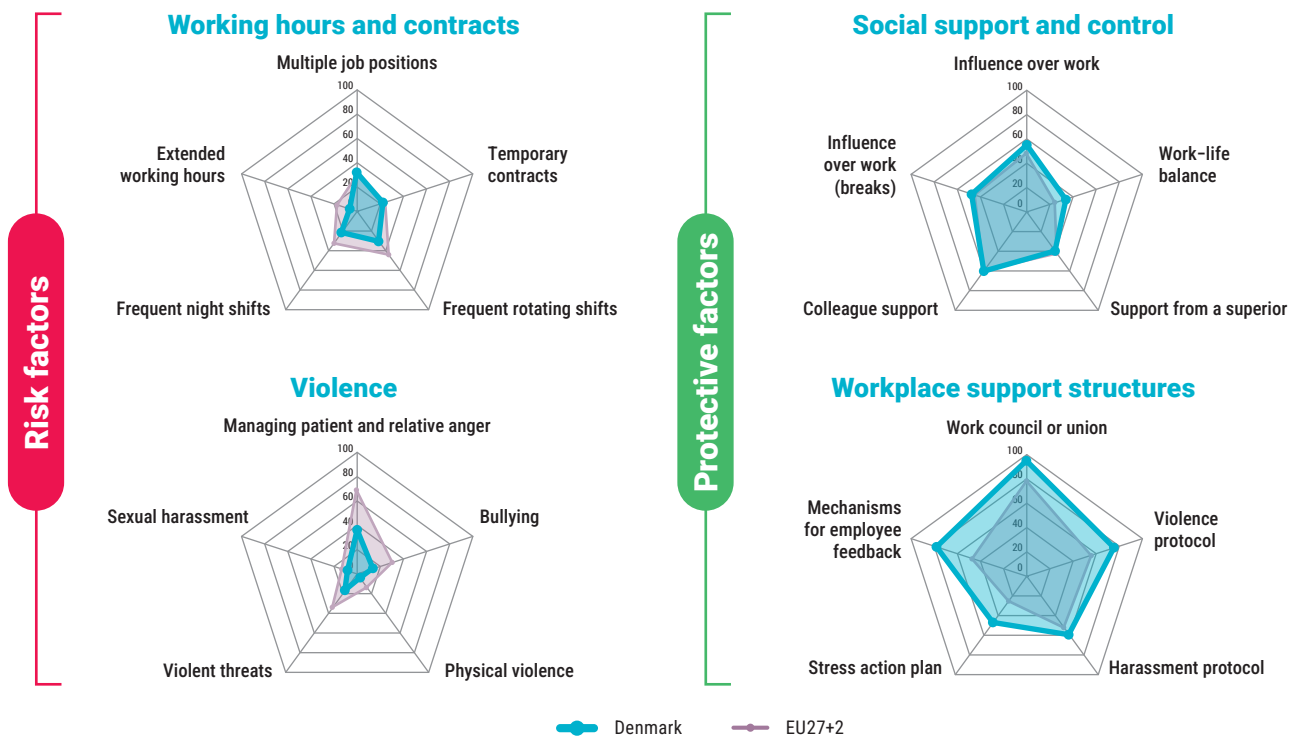 Risk factors
Working hours and contracts
Multiple job positions
100
80
60
40
20
Temporary
contracts
Frequent rotating shifts
Frequent night shifts
Extended
working hours
Violence
Managing patient and relative anger
100
80
60
40
20
Bullying
Physical violence
Violent threats
Sexual harassment
Protective factors
Social support and control
Influence over work
100
80
60
40
20
0
Work–life
balance
Support from a superior
Colleague support
Influence
over work
(breaks)
Workplace support structures
Work council or union
100
80
60
40
20
0
Violence
protocol
Harassment protocol
Stress action plan
Mechanisms
for employee
feedback
Denmark
EU27+2